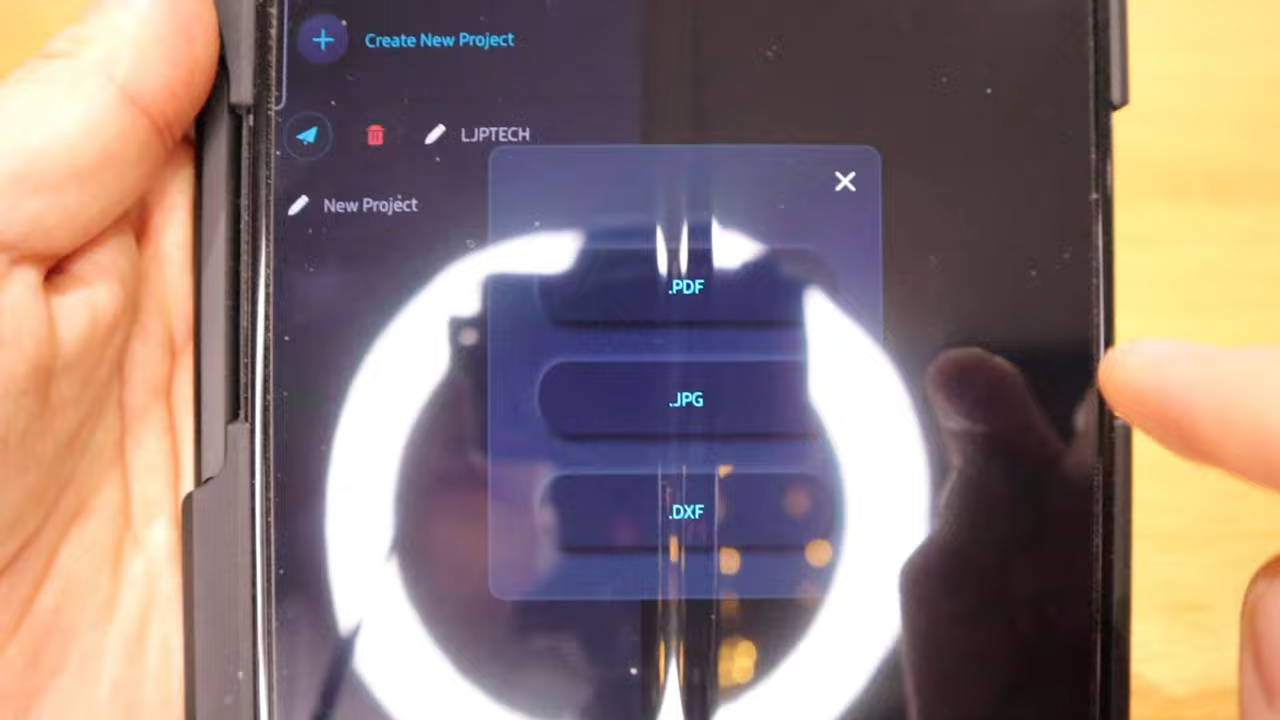 Create New Project
LJPTECH
New Project
.PDF
.JPG
.DXF